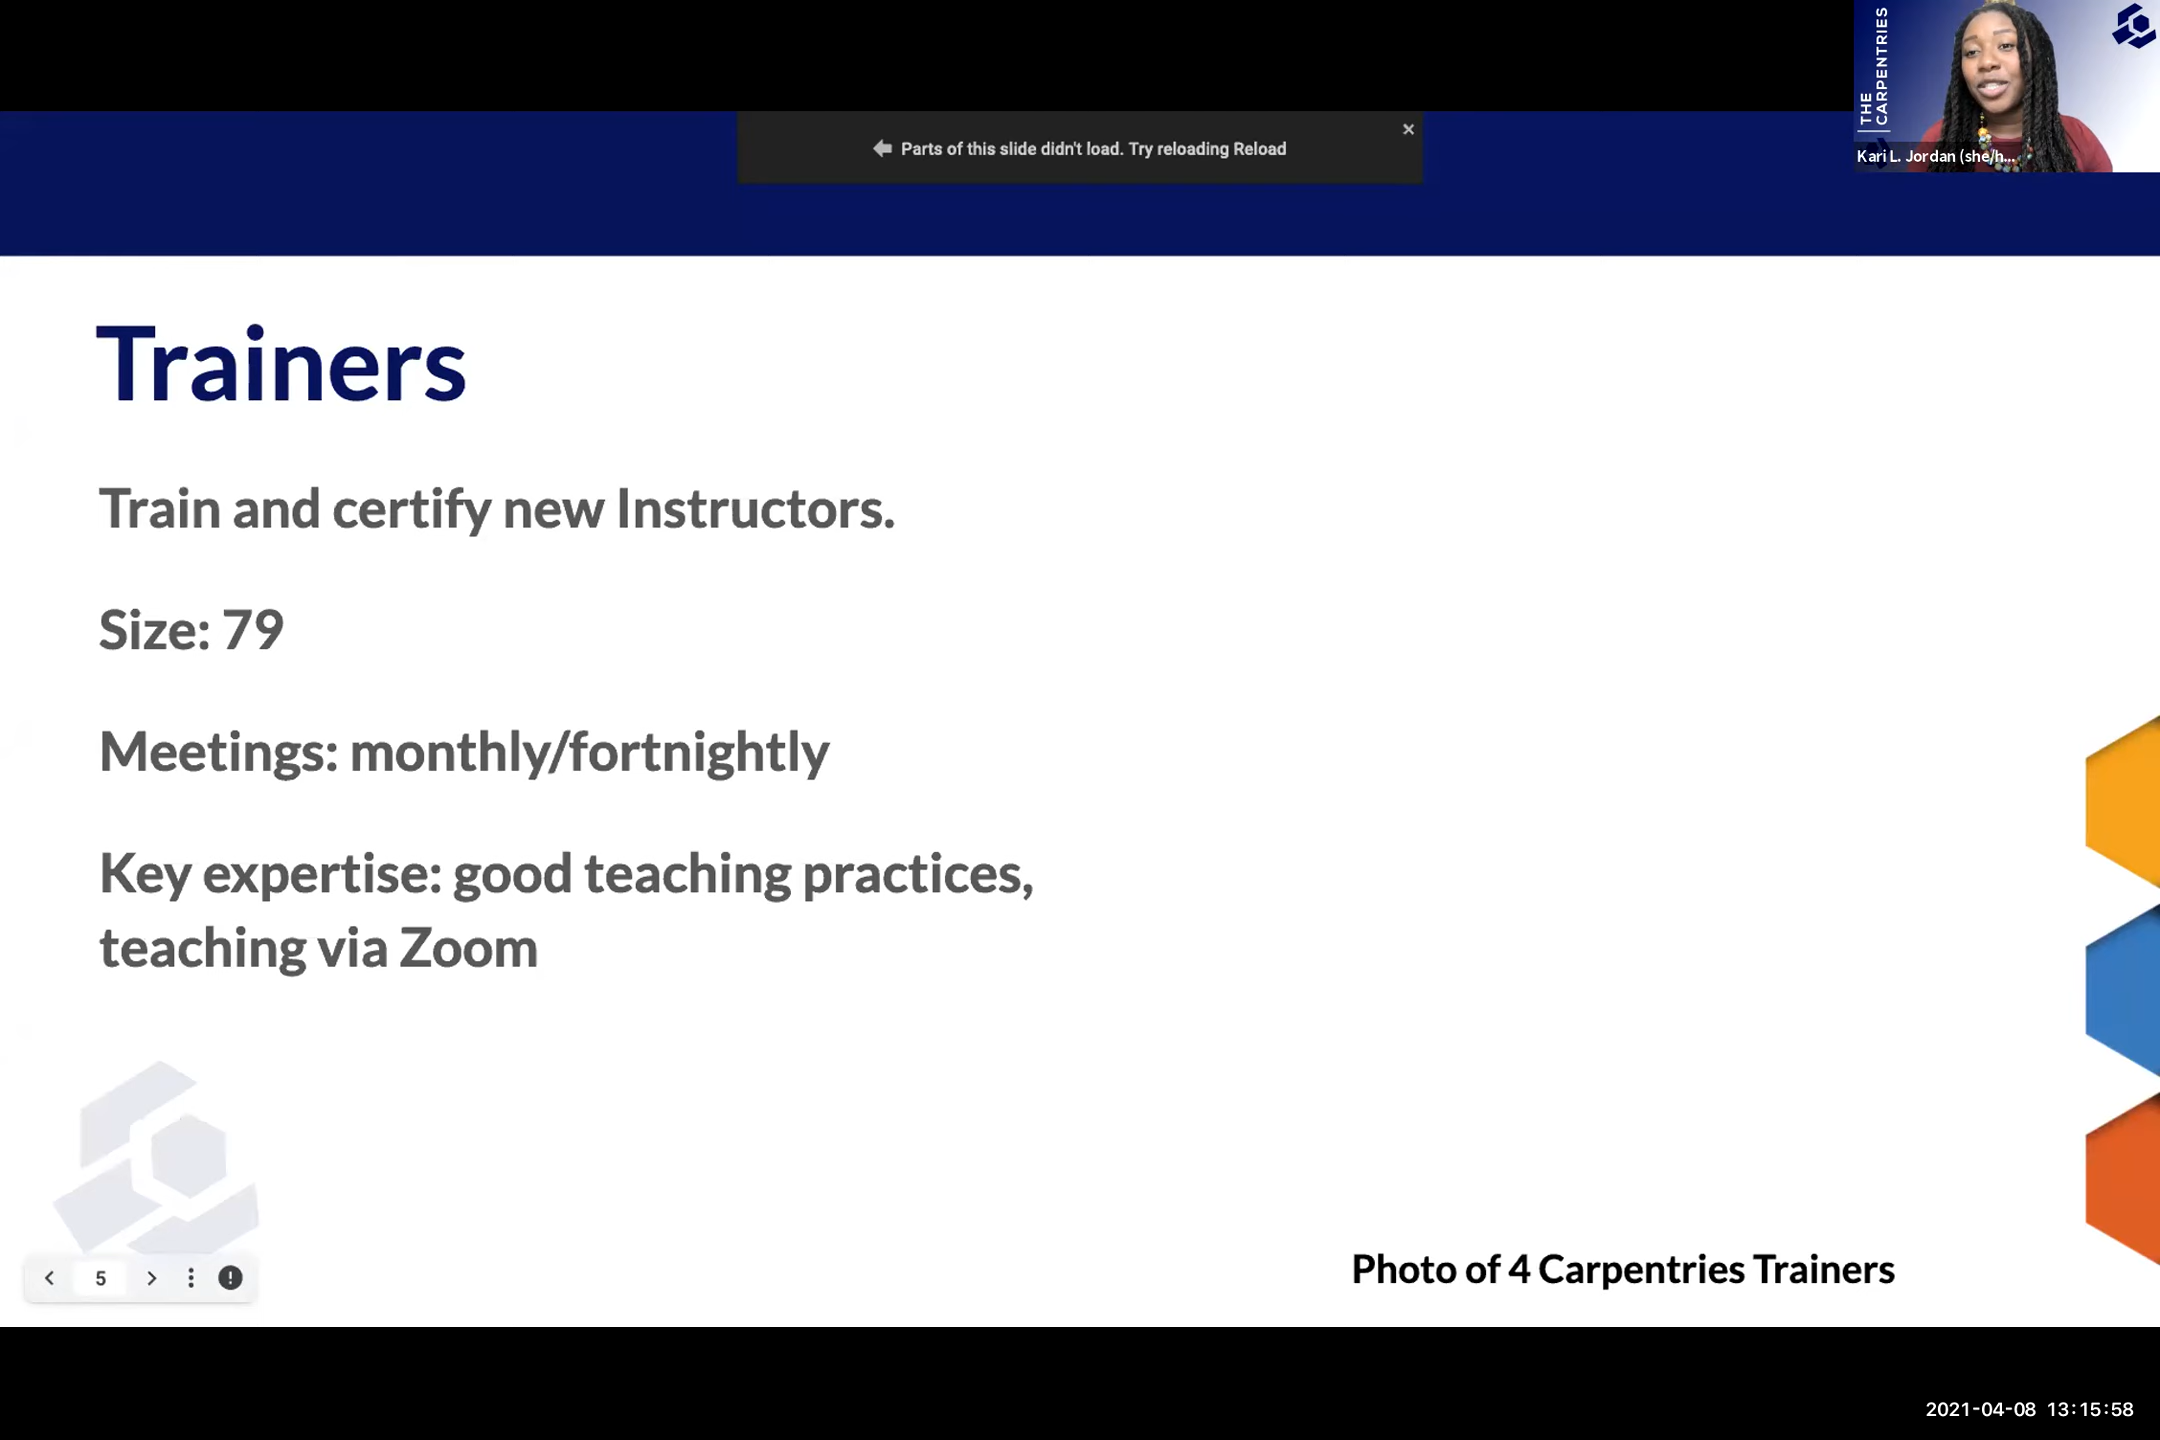 THE
CARPENTRIES
Kari L. Jordan (she/h...
Parts of this slide didn't load. Try reloading Reload
Trainers
Train and certify new Instructors.
Size: 79
Meetings: monthly/fortnightly
Key expertise: good teaching practices,
teaching via Zoom
5
Photo of 4 Carpentries Trainers
2021-04-08 13:15:58